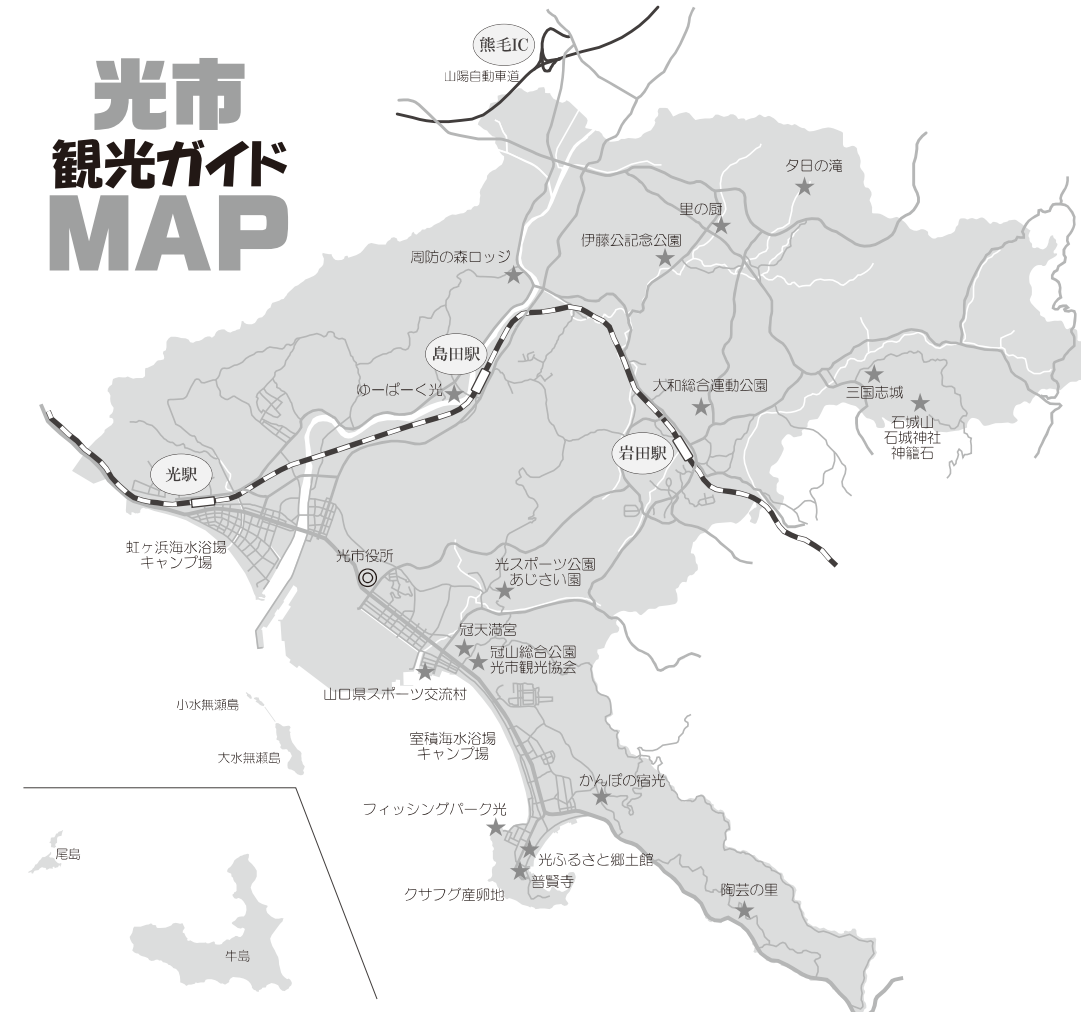 光市
観光ガイド
MAP
熊毛IC
山陽自動車道
夕日の滝
里の厨
伊藤公記念公園
周防の森ロッジ
島田駅
ゆーぱーく光
大和総合運動公園
三国志城
石城山
石城神社
神籠石
岩田駅
光駅
虹ヶ浜海水浴場
キャンプ場
光市役所
光スポーツ公園
あじさい園
冠天満宮
冠山総合公園
光市観光協会
山口県スポーツ交流村
小水無瀬島
大水無瀬島
室積海水浴場
キャンプ場
かんぽの宿光
フィッシングパーク光
光ふるさと郷土館
普賢寺
クサフグ産卵地
陶芸の里
尾島
牛島